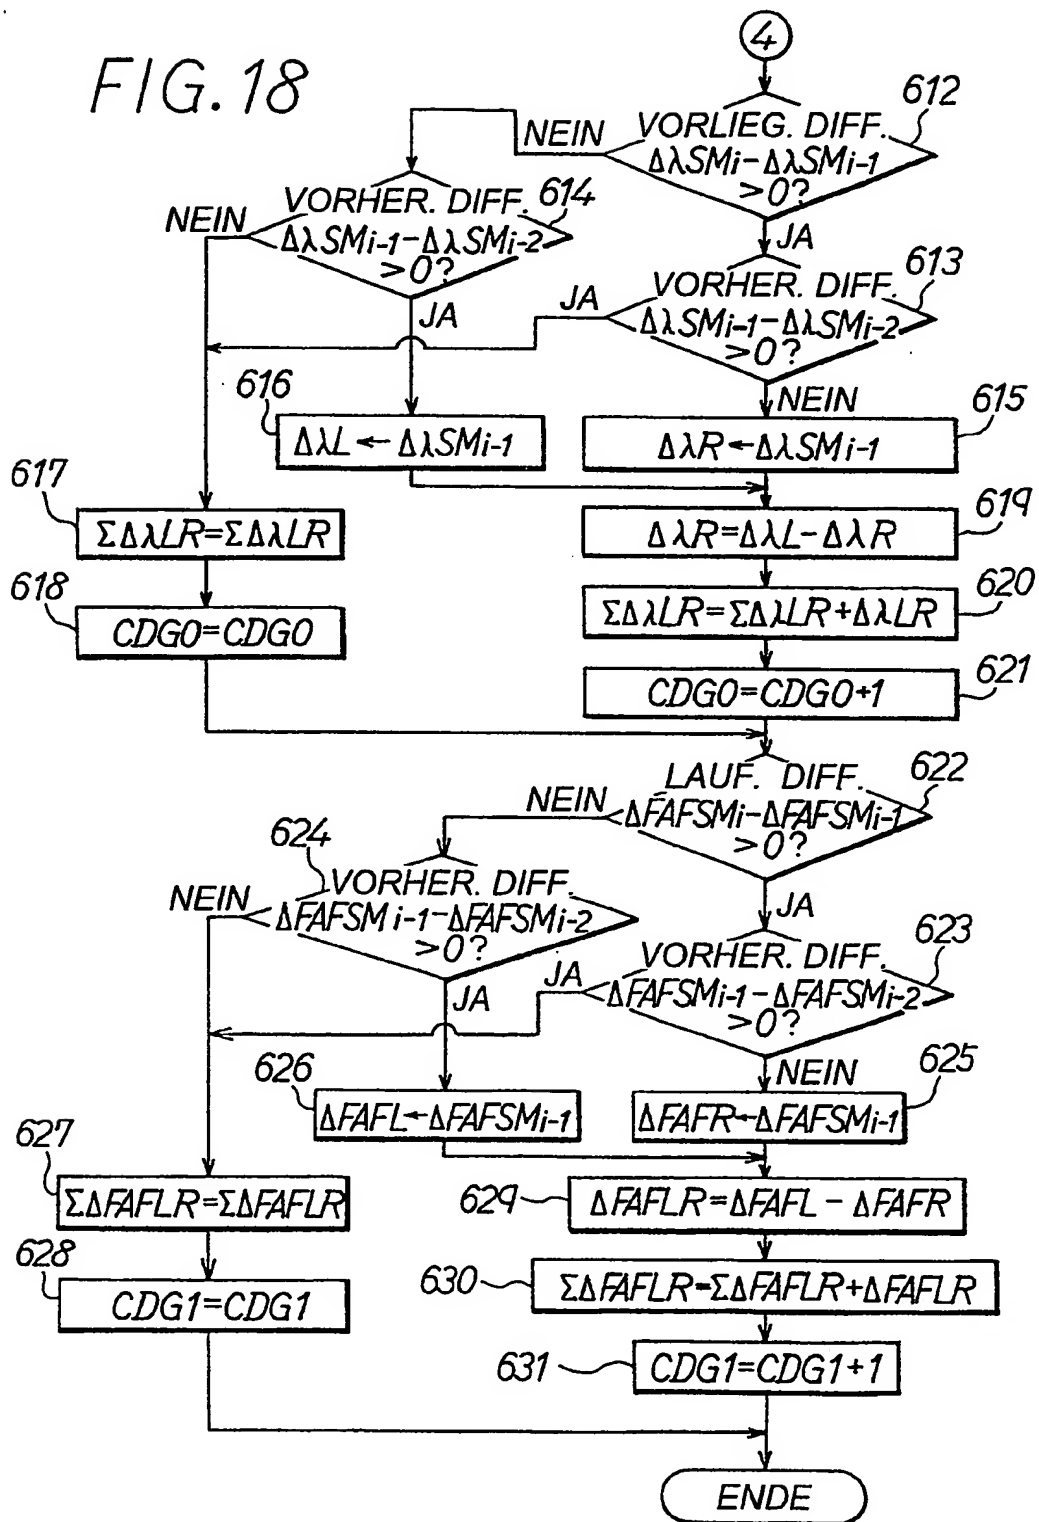 FIG. 18
4
612
VORLIEG. DIFF.
ΔλSMi-ΔλSMi-1
>0?
NEIN
JA
614
VORHER. DIFF.
ΔλSMi-1-ΔλSMi-2
>0?
NEIN
JA
613
VORHER. DIFF.
ΔλSMi-1-ΔλSMi-2
>0?
JA
NEIN
616
ΔλL←ΔλSMi-1
615
ΔλR←ΔλSMi-1
617
ΣΔλLR=ΣΔλLR
619
ΔλR=ΔλL-ΔλR
618
CDG0=CDG0
620
ΣΔλLR=ΣΔλLR+ΔλLR
621
CDG0=CDG0+1
622
LAUF. DIFF.
ΔFAFSMi-ΔFAFSMi-1
>0?
NEIN
JA
624
VORHER. DIFF.
ΔFAFSMi-1-ΔFAFSMi-2
>0?
NEIN
JA
623
VORHER. DIFF.
ΔFAFSMi-1-ΔFAFSMi-2
>0?
JA
NEIN
626
ΔFAFL←ΔFAFSMi-1
625
ΔFAFR←ΔFAFSMi-1
627
ΣΔFAFLR=ΣΔFAFLR
629
ΔFAFLR=ΔFAFL-ΔFAFR
628
CDG1=CDG1
630
ΣΔFAFLR=ΣΔFAFLR+ΔFAFLR
631
CDG1=CDG1+1
ENDE